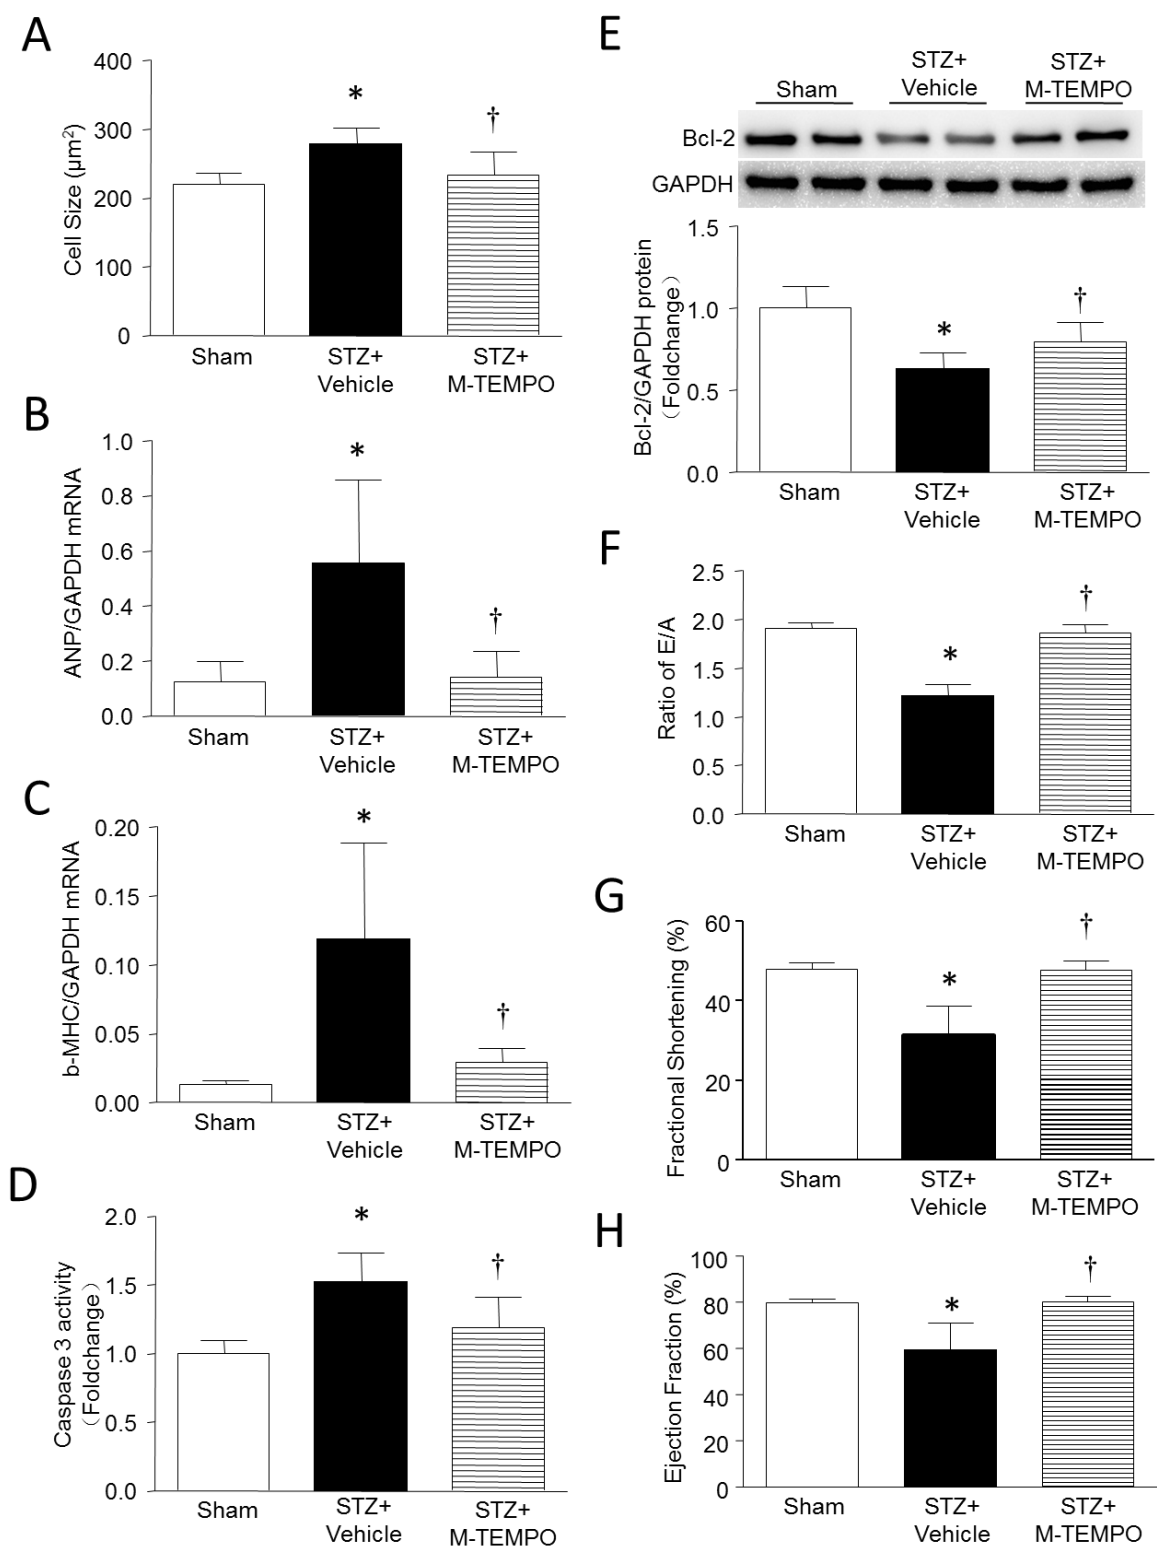 A
400
300
200
100
0
Cell Size (µm²)
*
†
Sham
STZ+
Vehicle
STZ+
M-TEMPO
B
1.0
0.8
0.6
0.4
0.2
0.0
ANP/GAPDH mRNA
*
†
Sham
STZ+
Vehicle
STZ+
M-TEMPO
C
0.20
0.15
0.10
0.05
0.00
b-MHC/GAPDH mRNA
*
†
Sham
STZ+
Vehicle
STZ+
M-TEMPO
D
2.0
1.5
1.0
0.5
0.0
Caspase 3 activity
（Foldchange）
*
†
Sham
STZ+
Vehicle
STZ+
M-TEMPO
E
Sham
STZ+
Vehicle
STZ+
M-TEMPO
Bcl-2
GAPDH
1.5
1.0
0.5
0.0
Bcl-2/GAPDH protein
（Foldchange）
*
†
Sham
STZ+
Vehicle
STZ+
M-TEMPO
F
2.5
2.0
1.5
1.0
0.5
0.0
Ratio of E/A
*
†
Sham
STZ+
Vehicle
STZ+
M-TEMPO
G
60
40
20
0
Fractional Shortening (%)
*
†
Sham
STZ+
Vehicle
STZ+
M-TEMPO
H
100
80
60
40
20
0
Ejection Fraction (%)
*
†
Sham
STZ+
Vehicle
STZ+
M-TEMPO